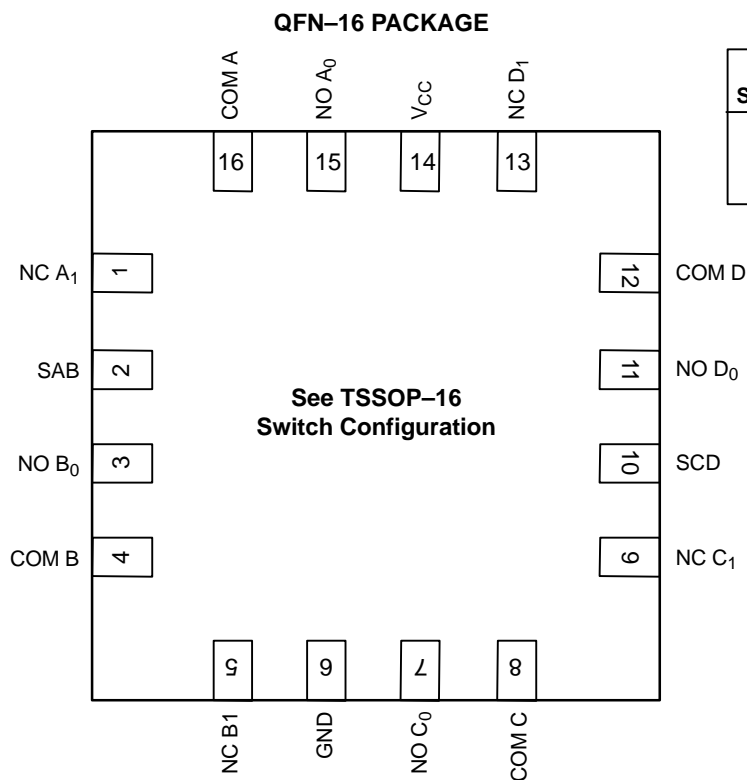 QFN–16 PACKAGE
COM A
NO A0
VCC
NC D1
S
16
15
14
13
NC A1
1
12
COM D
SAB
2
11
NO D0
See TSSOP–16
Switch Configuration
NO B0
3
10
SCD
COM B
4
9
NC C1
5
6
7
8
NC B1
GND
NO C0
COM C